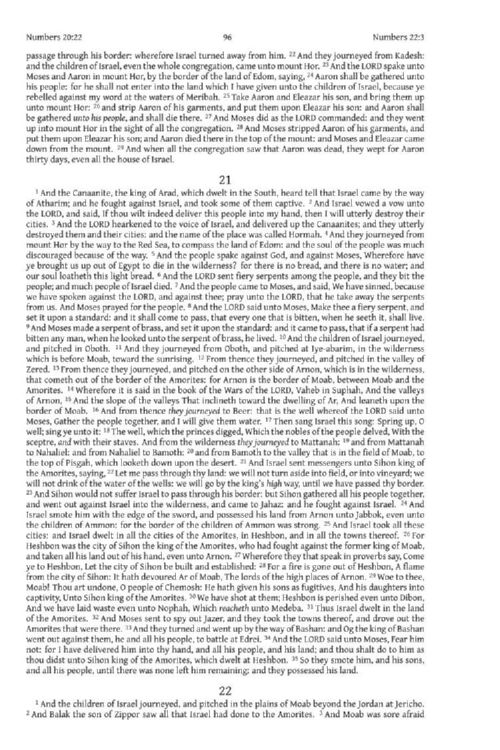 Numbers 20:22 96 Numbers 22:3
passage through his border: wherefore Israel turned away from him. 22 And they journeyed from Kadesh:
and the children of Israel, even the whole congregation, came unto mount Hor. 23 And the LORD spake unto
Moses and Aaron in mount Hor, by the border of the land of Edom, saying, 24 Aaron shall be gathered unto
his people; for he shall not enter into the land which I have given unto the children of Israel, because ye
rebelled against my word at the waters of Meribah. 25 Take Aaron and Eleazar his son, and bring them up
unto mount Hor: 26 and strip Aaron of his garments, and put them upon Eleazar his son: and Aaron shall
be gathered unto his people, and shall die there. 27 And Moses did as the LORD commanded: and they went
up into mount Hor in the sight of all the congregation. 28 And Moses stripped Aaron of his garments, and
put them upon Eleazar his son; and Aaron died there in the top of the mount: and Moses and Eleazar came
down from the mount. 29 And when all the congregation saw that Aaron was dead, they wept for Aaron
thirty days, even all the house of Israel.
21
1 And the Canaanite, the king of Arad, which dwelt in the South, heard tell that Israel came by the way
of Atharim; and he fought against Israel, and took some of them captive. 2 And Israel vowed a vow unto
the LORD, and said, If thou wilt indeed deliver this people into my hand, then I will utterly destroy their
cities. 3 And the LORD hearkened to the voice of Israel, and delivered up the Canaanites; and they utterly
destroyed them and their cities: and the name of the place was called Hormah. 4 And they journeyed from
mount Hor by the way to the Red Sea, to compass the land of Edom: and the soul of the people was much
discouraged because of the way. 5 And the people spake against God, and against Moses, Wherefore have
ye brought us up out of Egypt to die in the wilderness? for there is no bread, and there is no water; and
our soul loatheth this light bread. 6 And the LORD sent fiery serpents among the people, and they bit the
people; and much people of Israel died. 7 And the people came to Moses, and said, We have sinned, because
we have spoken against the LORD, and against thee; pray unto the LORD, that he take away the serpents
from us. And Moses prayed for the people. 8 And the LORD said unto Moses, Make thee a fiery serpent, and
set it upon a standard: and it shall come to pass, that every one that is bitten, when he seeth it, shall live.
9 And Moses made a serpent of brass, and set it upon the standard: and it came to pass, that if a serpent had
bitten any man, when he looked unto the serpent of brass, he lived. 10 And the children of Israel journeyed,
and pitched in Oboth. 11 And they journeyed from Oboth, and pitched at Iye-abarim, in the wilderness
which is before Moab, toward the sunrising. 12 From thence they journeyed, and pitched in the valley of
Zered. 13 From thence they journeyed, and pitched on the other side of Arnon, which is in the wilderness,
that cometh out of the border of the Amorites: for Arnon is the border of Moab, between Moab and the
Amorites. 14 Wherefore it is said in the book of the Wars of the LORD, Vaheb in Suphah, And the valleys
of Arnon, 15 And the slope of the valleys That inclineth toward the dwelling of Ar, And leaneth upon the
border of Moab. 16 And from thence they journeyed to Beer: that is the well whereof the LORD said unto
Moses, Gather the people together, and I will give them water. 17 Then sang Israel this song: Spring up, O
well; sing ye unto it: 18 The well, which the princes digged, Which the nobles of the people delved, With the
sceptre, and with their staves. And from the wilderness they journeyed to Mattanah: 19 and from Mattanah
to Nahaliel: and from Nahaliel to Bamoth: 20 and from Bamoth to the valley that is in the field of Moab, to
the top of Pisgah, which looketh down upon the desert. 21 And Israel sent messengers unto Sihon king of
the Amorites, saying, 22 Let me pass through thy land: we will not turn aside into field, or into vineyard; we
will not drink of the water of the wells: we will go by the king's high way, until we have passed thy border.
23 And Sihon would not suffer Israel to pass through his border: but Sihon gathered all his people together,
and went out against Israel into the wilderness, and came to Jahaz: and he fought against Israel. 24 And
Israel smote him with the edge of the sword, and possessed his land from Arnon unto Jabbok, even unto
the children of Ammon: for the border of the children of Ammon was strong. 25 And Israel took all these
cities: and Israel dwelt in all the cities of the Amorites, in Heshbon, and in all the towns thereof. 26 For
Heshbon was the city of Sihon the king of the Amorites, who had fought against the former king of Moab,
and taken all his land out of his hand, even unto Arnon. 27 Wherefore they that speak in proverbs say, Come
ye to Heshbon, Let the city of Sihon be built and established: 28 For a fire is gone out of Heshbon, A flame
from the city of Sihon: It hath devoured Ar of Moab, The lords of the high places of Arnon. 29 Woe to thee,
Moab! Thou art undone, O people of Chemosh: He hath given his sons as fugitives, And his daughters into
captivity, Unto Sihon king of the Amorites. 30 We have shot at them; Heshbon is perished even unto Dibon,
And we have laid waste even unto Nophah, Which reacheth unto Medeba. 31 Thus Israel dwelt in the land
of the Amorites. 32 And Moses sent to spy out Jazer, and they took the towns thereof, and drove out the
Amorites that were there. 33 And they turned and went up by the way of Bashan: and Og the king of Bashan
went out against them, he and all his people, to battle at Edrei. 34 And the LORD said unto Moses, Fear him
not: for I have delivered him into thy hand, and all his people, and his land; and thou shalt do to him as
thou didst unto Sihon king of the Amorites, which dwelt at Heshbon. 35 So they smote him, and his sons,
and all his people, until there was none left him remaining: and they possessed his land.
22
1 And the children of Israel journeyed, and pitched in the plains of Moab beyond the Jordan at Jericho.
2 And Balak the son of Zippor saw all that Israel had done to the Amorites. 3 And Moab was sore afraid